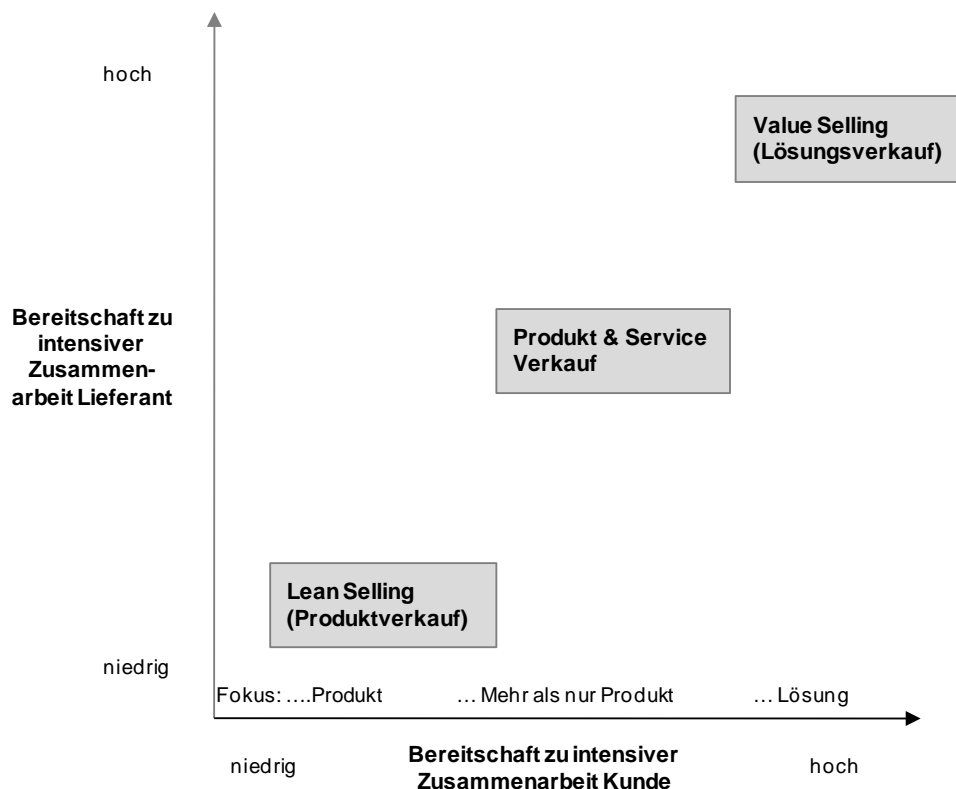 hoch
Value Selling
(Lösungsverkauf)
Bereitschaft zu
intensiver
Zusammen-
arbeit Lieferant
Produkt & Service
Verkauf
Lean Selling
(Produktverkauf)
niedrig
Fokus: ….Produkt … Mehr als nur Produkt … Lösung
niedrig
Bereitschaft zu intensiver
Zusammenarbeit Kunde
hoch